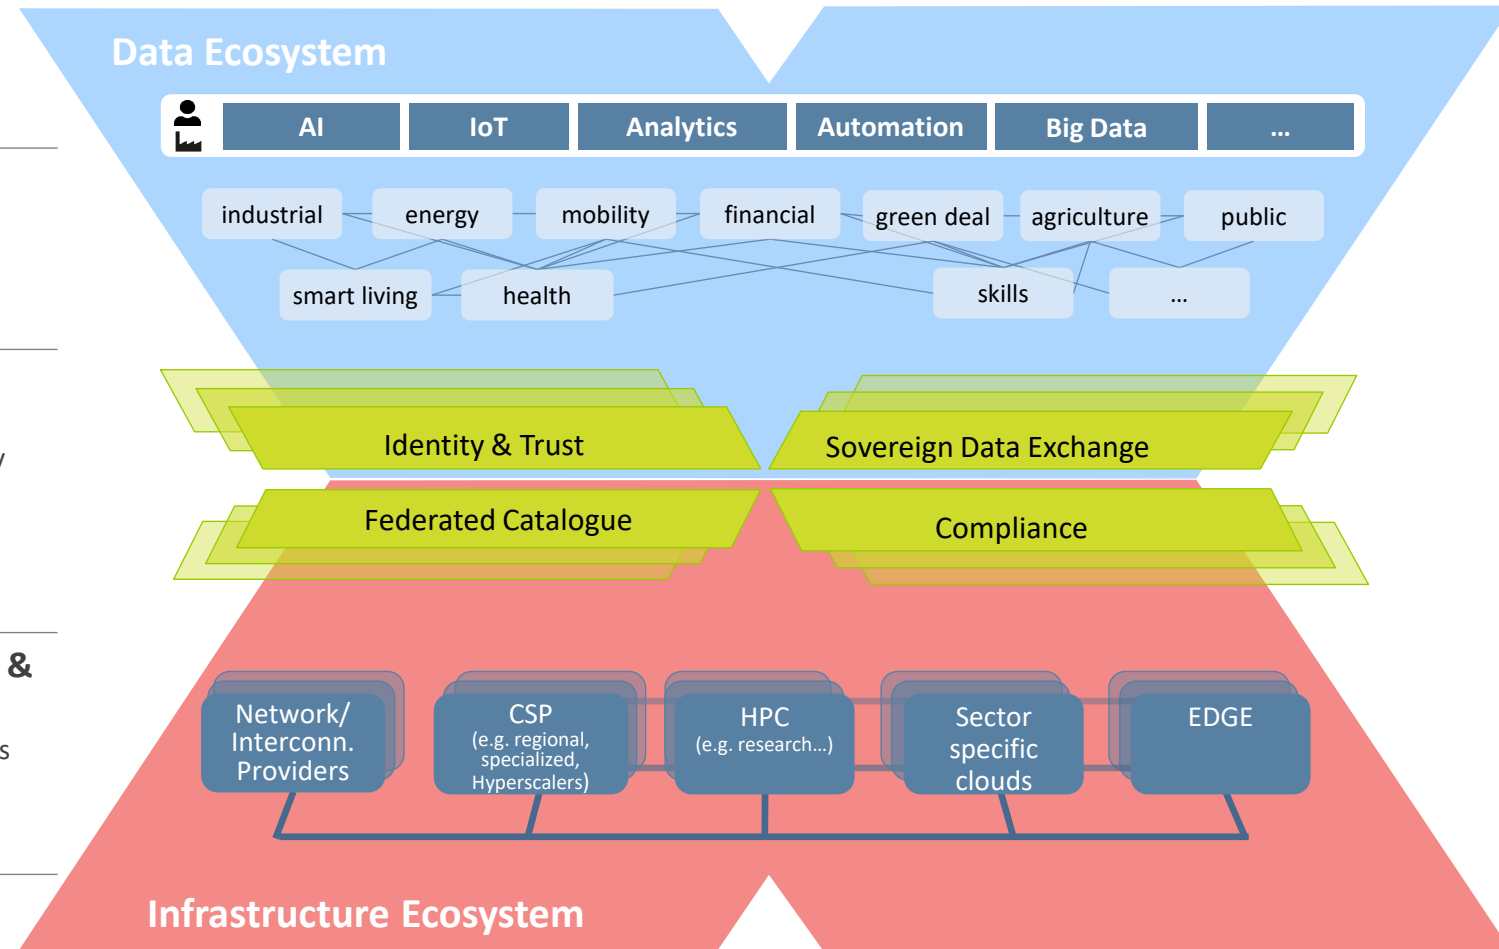 Data Ecosystem
AI IoT Analytics Automation Big Data ...
industrial energy mobility financial green deal agriculture public
smart living health skills ...
Identity & Trust
Sovereign Data Exchange
Federated Catalogue
Compliance
&
s
Network/
Interconn.
Providers
CSP
(e.g. regional,
specialized,
Hyperscalers)
HPC
(e.g. research...)
Sector
specific
clouds
EDGE
Infrastructure Ecosystem